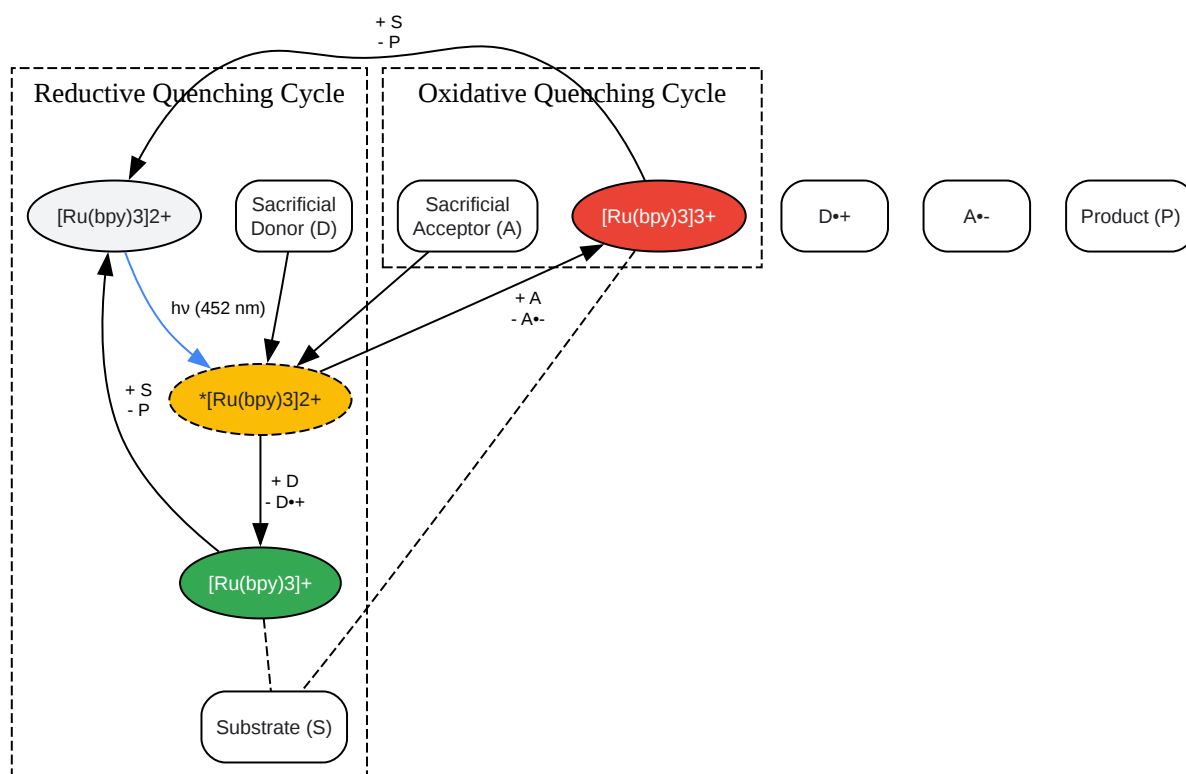 + S
- P
Reductive Quenching Cycle
Oxidative Quenching Cycle
[Ru(bpy)3]2+
Sacrificial
Donor (D)
Sacrificial
Acceptor (A)
[Ru(bpy)3]3+
D•+
A•-
Product (P)
hν (452 nm)
+ A
- A•-
+ S
- P
*[Ru(bpy)3]2+
+ D
- D•+
[Ru(bpy)3]+
Substrate (S)